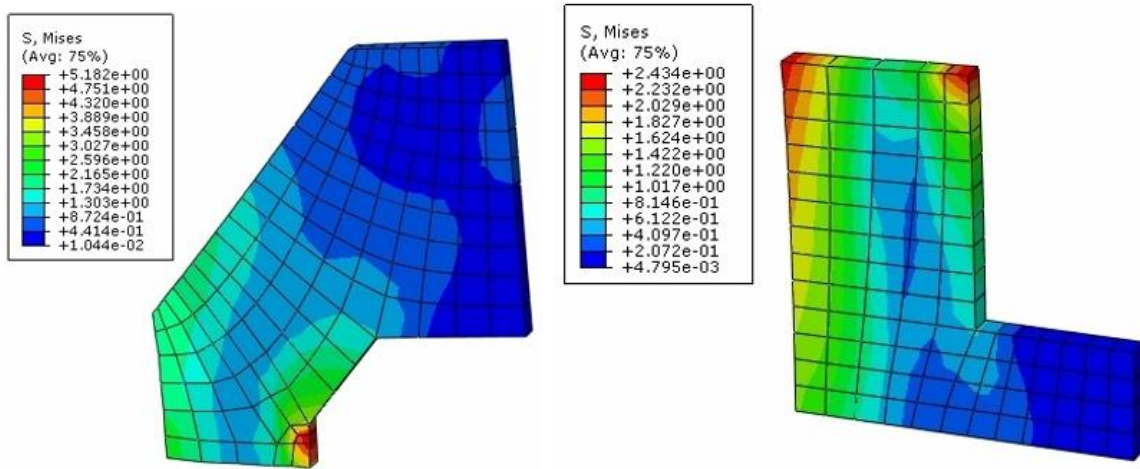 S, Mises
(Avg: 75%)
+5.182e+00
+4.751e+00
+4.320e+00
+3.889e+00
+3.458e+00
+3.027e+00
+2.596e+00
+2.165e+00
+1.734e+00
+1.303e+00
+8.724e-01
+4.414e-01
+1.044e-02
S, Mises
(Avg: 75%)
+2.434e+00
+2.232e+00
+2.029e+00
+1.827e+00
+1.624e+00
+1.422e+00
+1.220e+00
+1.017e+00
+8.146e-01
+6.122e-01
+4.097e-01
+2.072e-01
+4.795e-03